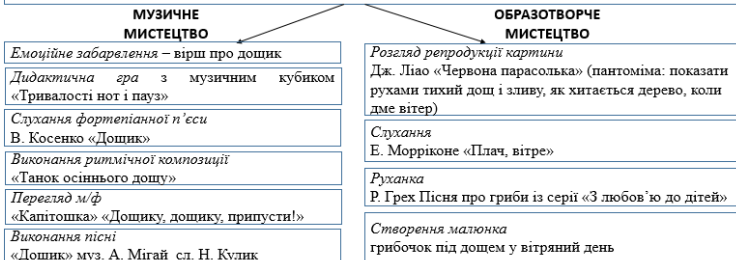 МУЗИЧНЕ
МИСТЕЦТВО
Емоційне забарвлення – вірш про дощик
Дидактична гра з музичним кубиком
«Тривалості нот і пауз»
Слухання фортепіанної п’єси
В. Косенко «Дощик»
Виконання ритмічної композиції
«Танок осіннього дощу»
Перегляд м/ф
«Капітошка» «Дощику, дощику, припусти!»
Виконання пісні
«Дощик» муз. А. Мігай сл. Н. Кулик
ОБРАЗОТВОРЧЕ
МИСТЕЦТВО
Розгляд репродукції картини
Дж. Ліао «Червона парасолька» (пантоміма: показати
рухами тихий дощ і зливу, як хитається дерево, коли
дме вітер)
Слухання
Е. Морріконе «Плач, вітре»
Руханка
Р. Грех Пісня про гриби із серії «З любов’ю до дітей»
Створення малюнка
грибочок під дощем у вітряний день